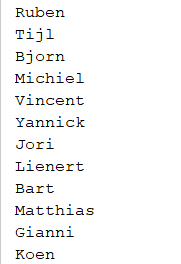 Ruben
Tijl
Bjorn
Michiel
Vincent
Yannick
Jori
Lienert
Bart
Matthias
Gianni
Koen